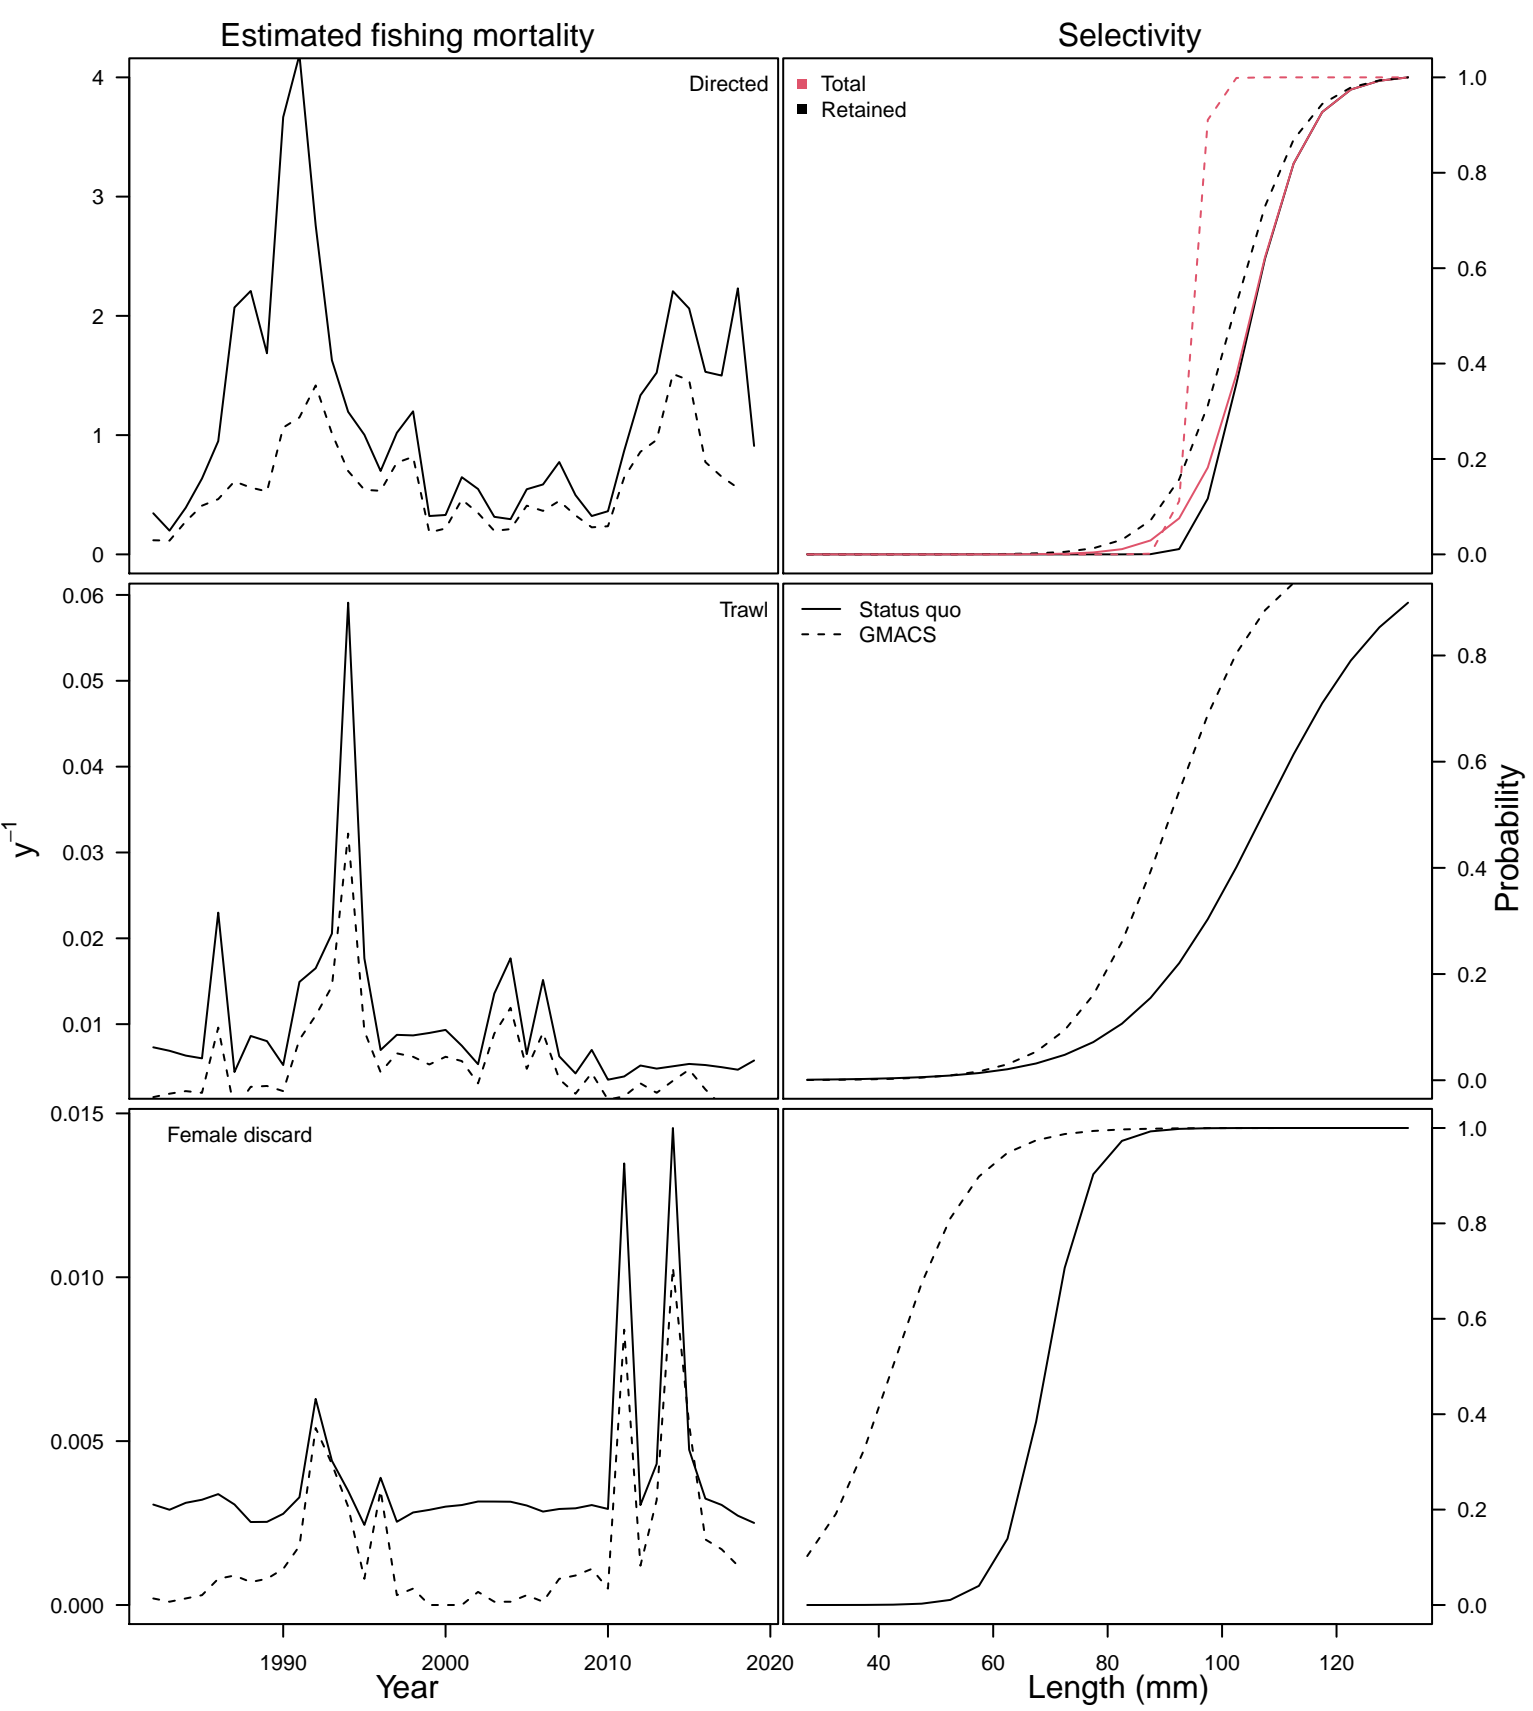 Estimated fishing mortality
Selectivity
Directed
4
3
2
1
0
Total
Retained
1.0
0.8
0.6
0.4
0.2
0.0
Trawl
0.06
0.05
0.04
0.03
0.02
0.01
Status quo
GMACS
0.8
0.6
0.4
0.2
0.0
y⁻¹
Probability
Female discard
0.015
0.010
0.005
0.000
1.0
0.8
0.6
0.4
0.2
0.0
1990 2000 2010 2020
40 60 80 100 120
Year
Length (mm)